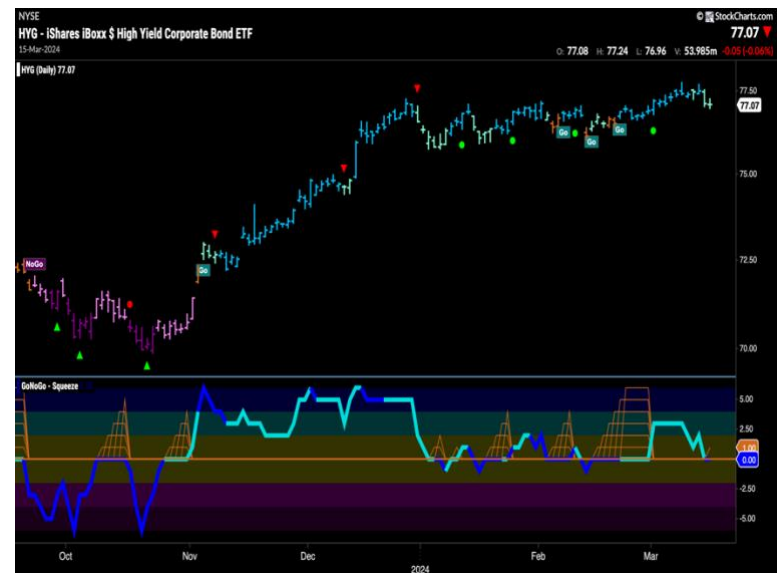 NYSE © StockCharts.com
HYG - iShares iBoxx $ High Yield Corporate Bond ETF 77.07
15-Mar-2024 O: 77.08 H: 77.24 L: 76.96 V: 53.985m -0.05 (-0.06%)
HYG (Daily) 77.07
77.50
77.07
Go Go Go
75.00
NoGo Go 72.50
70.00
GoNoGo - Squeeze
5.00
2.50
1.00
0.00
-2.50
-5.00
Oct Nov Dec 2024 Feb Mar